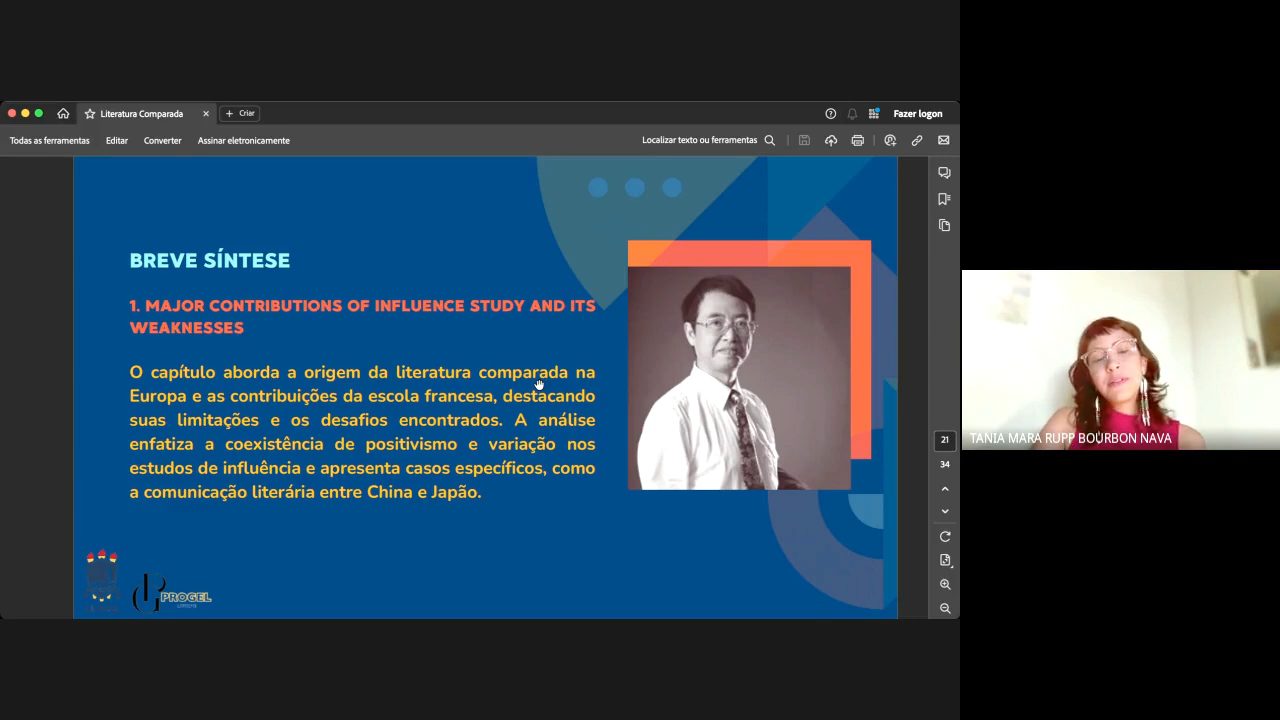 Literatura Comparada
Criar
Fazer logon
Todas as ferramentas
Editar
Converter
Assinar eletronicamente
Localizar texto ou ferramentas
BREVE SÍNTESE
1. MAJOR CONTRIBUTIONS OF INFLUENCE STUDY AND ITS
WEAKNESSES
O capítulo aborda a origem da literatura comparada na
Europa e as contribuições da escola francesa, destacando
suas limitações e os desafios encontrados. A análise
enfatiza a coexistência de positivismo e variação nos
estudos de influência e apresenta casos específicos, como
a comunicação literária entre China e Japão.
PROGEL
21
34
TANIA MARA RUPP BOURBON NAVA